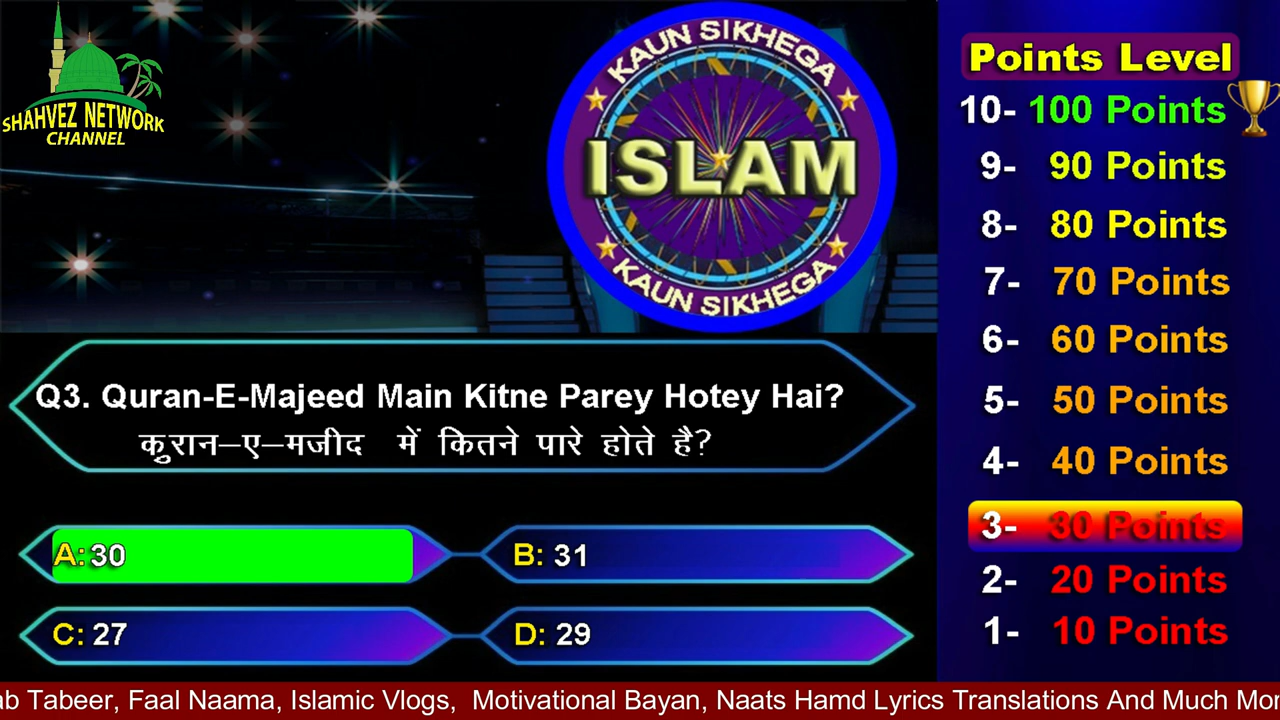 SHAHVEZ NETWORK
CHANNEL
KAUN SIKHEGA
ISLAM
KAUN SIKHEGA
Q3. Quran-E-Majeed Main Kitne Parey Hotey Hai?
कुरान–ए–मजीद में कितने पारे होते है?
A: 30
B: 31
C: 27
D: 29
Points Level
10- 100 Points
9- 90 Points
8- 80 Points
7- 70 Points
6- 60 Points
5- 50 Points
4- 40 Points
3- 30 Points
2- 20 Points
1- 10 Points
Tabeer, Faal Naama, Islamic Vlogs, Motivational Bayan, Naats Hamd Lyrics Translations And Much